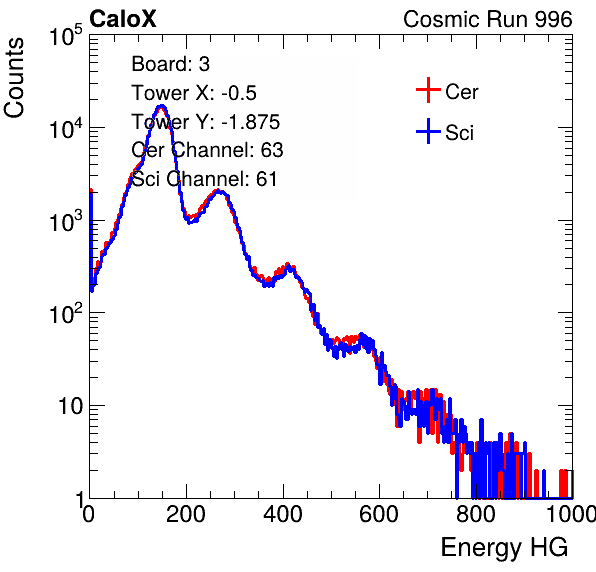 CaloX Cosmic Run 996
Counts
10^5
10^4
10^3
10^2
10
1
Board: 3
Tower X: -0.5
Tower Y: -1.875
Cer Channel: 63
Sci Channel: 61
Cer
Sci
0 200 400 600 800 1000
Energy HG